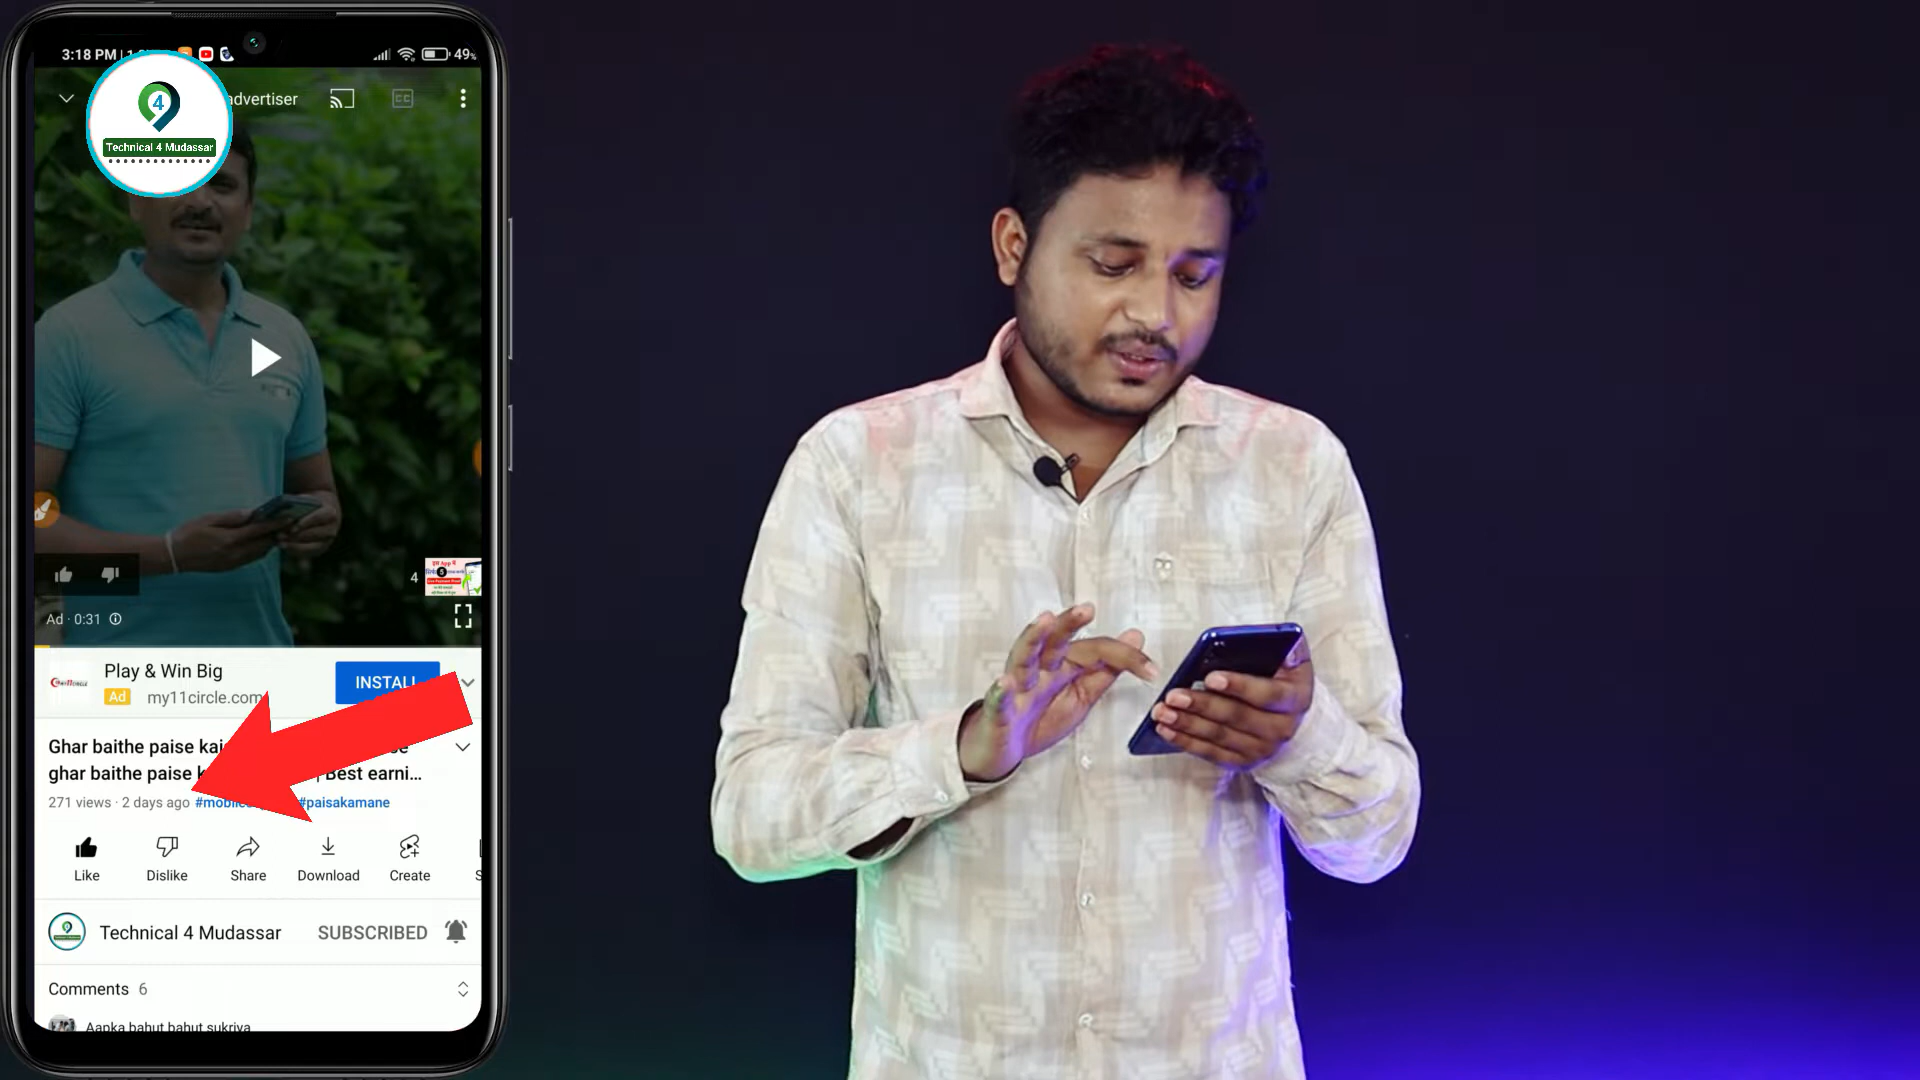 3:18 PM
49%
advertiser
CC
4
Technical 4 Mudassar
4
Ad · 0:31
Play & Win Big
INSTALL
Ad my11circle.com
Ghar baithe paise
ghar baithe paise Best earni...
271 views · 2 days ago #paisakamane
Like
Dislike
Share
Download
Create
Technical 4 Mudassar
SUBSCRIBED
Comments 6
Aapka bahut bahut sukriya